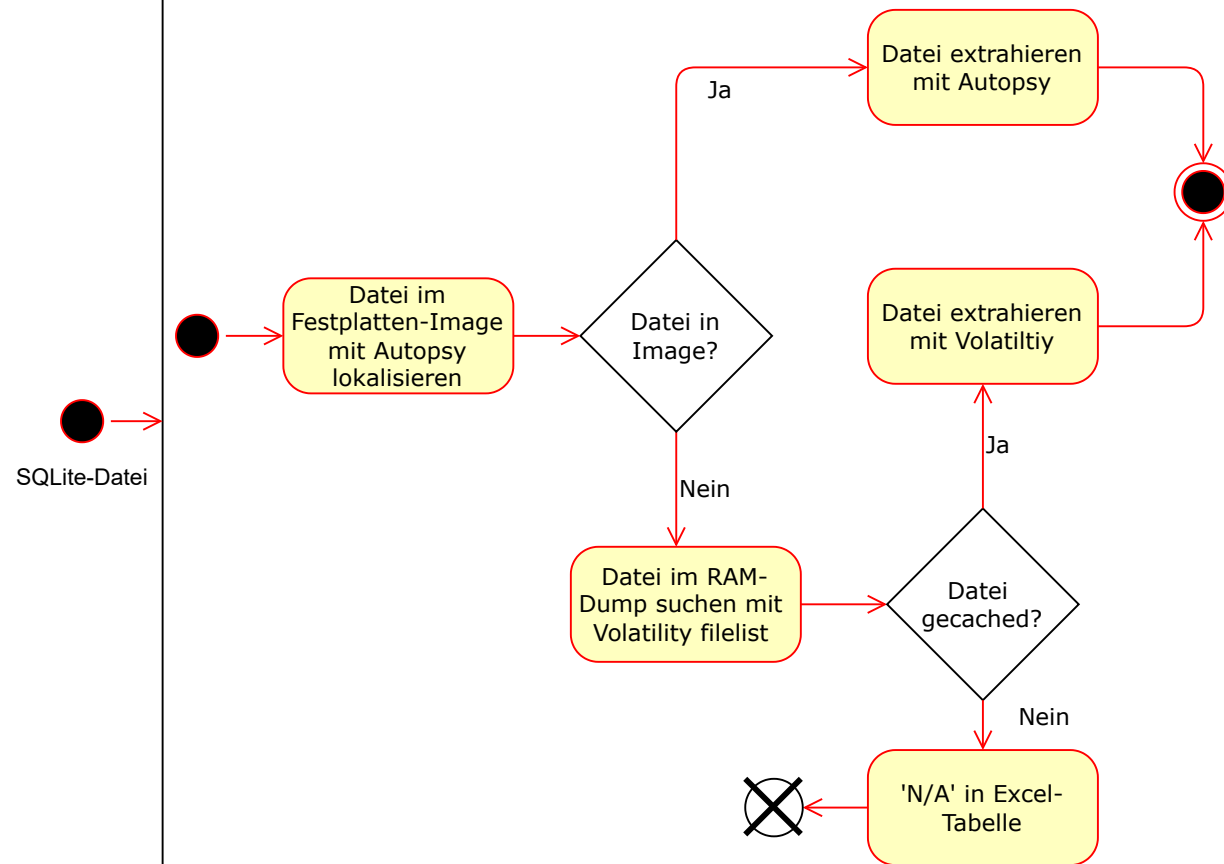 Datei extrahieren
mit Autopsy
Ja
Datei im
Festplatten-Image
mit Autopsy
lokalisieren
Datei in
Image?
Datei extrahieren
mit Volatiltiy
SQLite-Datei
Ja
Nein
Datei im RAM-
Dump suchen mit
Volatility filelist
Datei
gecached?
Nein
'N/A' in Excel-
Tabelle